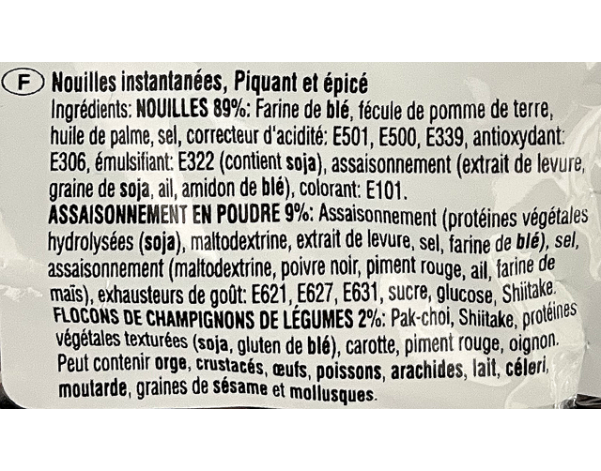 F Nouilles instantanées, Piquant et épicé
Ingrédients: NOUILLES 89%: Farine de blé, fécule de pomme de terre,
huile de palme, sel, correcteur d'acidité: E501, E500, E339, antioxydant:
E306, émulsifiant: E322 (contient soja), assaisonnement (extrait de levure,
graine de soja, ail, amidon de blé), colorant: E101.
ASSAISONNEMENT EN POUDRE 9%: Assaisonnement (protéines végétales
hydrolysées (soja), maltodextrine, extrait de levure, sel, farine de blé), sel,
assaisonnement (maltodextrine, poivre noir, piment rouge, ail, farine de
maïs), exhausteurs de goût: E621, E627, E631, sucre, glucose, Shiitake.
FLOCONS DE CHAMPIGNONS DE LÉGUMES 2%: Pak-choi, Shiitake, protéines
végétales texturées (soja, gluten de blé), carotte, piment rouge, oignon.
Peut contenir orge, crustacés, œufs, poissons, arachides, lait, céleri,
moutarde, graines de sésame et mollusques.